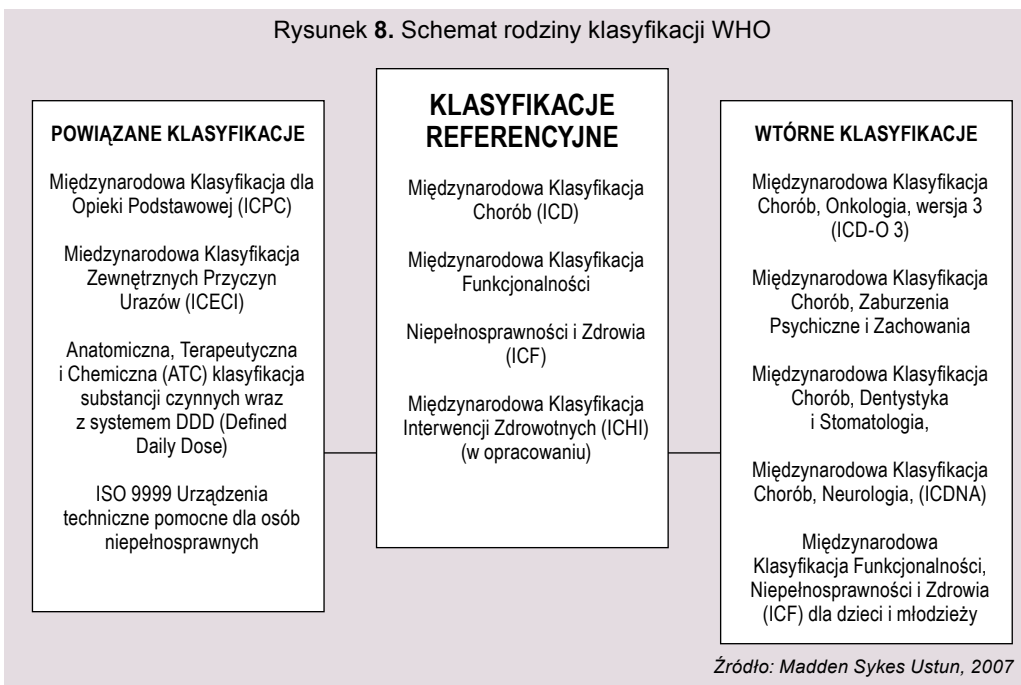 Rysunek 8. Schemat rodziny klasyfikacji WHO
POWIĄZANE KLASYFIKACJE
Międzynarodowa Klasyfikacja dla
Opieki Podstawowej (ICPC)
Miedzynarodowa Klasyfikacja
Zewnętrznych Przyczyn
Urazów (ICECI)
Anatomiczna, Terapeutyczna
i Chemiczna (ATC) klasyfikacja
substancji czynnych wraz
z systemem DDD (Defined
Daily Dose)
ISO 9999 Urządzenia
techniczne pomocne dla osób
niepełnosprawnych
KLASYFIKACJE
REFERENCYJNE
Międzynarodowa Klasyfikacja
Chorób (ICD)
Międzynarodowa Klasyfikacja
Funkcjonalności
Niepełnosprawności i Zdrowia
(ICF)
Międzynarodowa Klasyfikacja
Interwencji Zdrowotnych (ICHI)
(w opracowaniu)
WTÓRNE KLASYFIKACJE
Międzynarodowa Klasyfikacja
Chorób, Onkologia, wersja 3
(ICD-O 3)
Międzynarodowa Klasyfikacja
Chorób, Zaburzenia
Psychiczne i Zachowania
Międzynarodowa Klasyfikacja
Chorób, Dentystyka
i Stomatologia,
Międzynarodowa Klasyfikacja
Chorób, Neurologia, (ICDNA)
Międzynarodowa
Klasyfikacja Funkcjonalności,
Niepełnosprawności i Zdrowia
(ICF) dla dzieci i młodzieży
Źródło: Madden Sykes Ustun, 2007